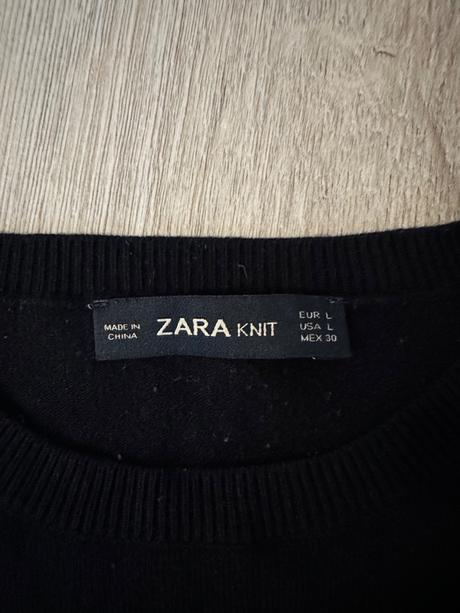 MADE IN
CHINA
ZARA KNIT
EUR L
USA L
MEX 30